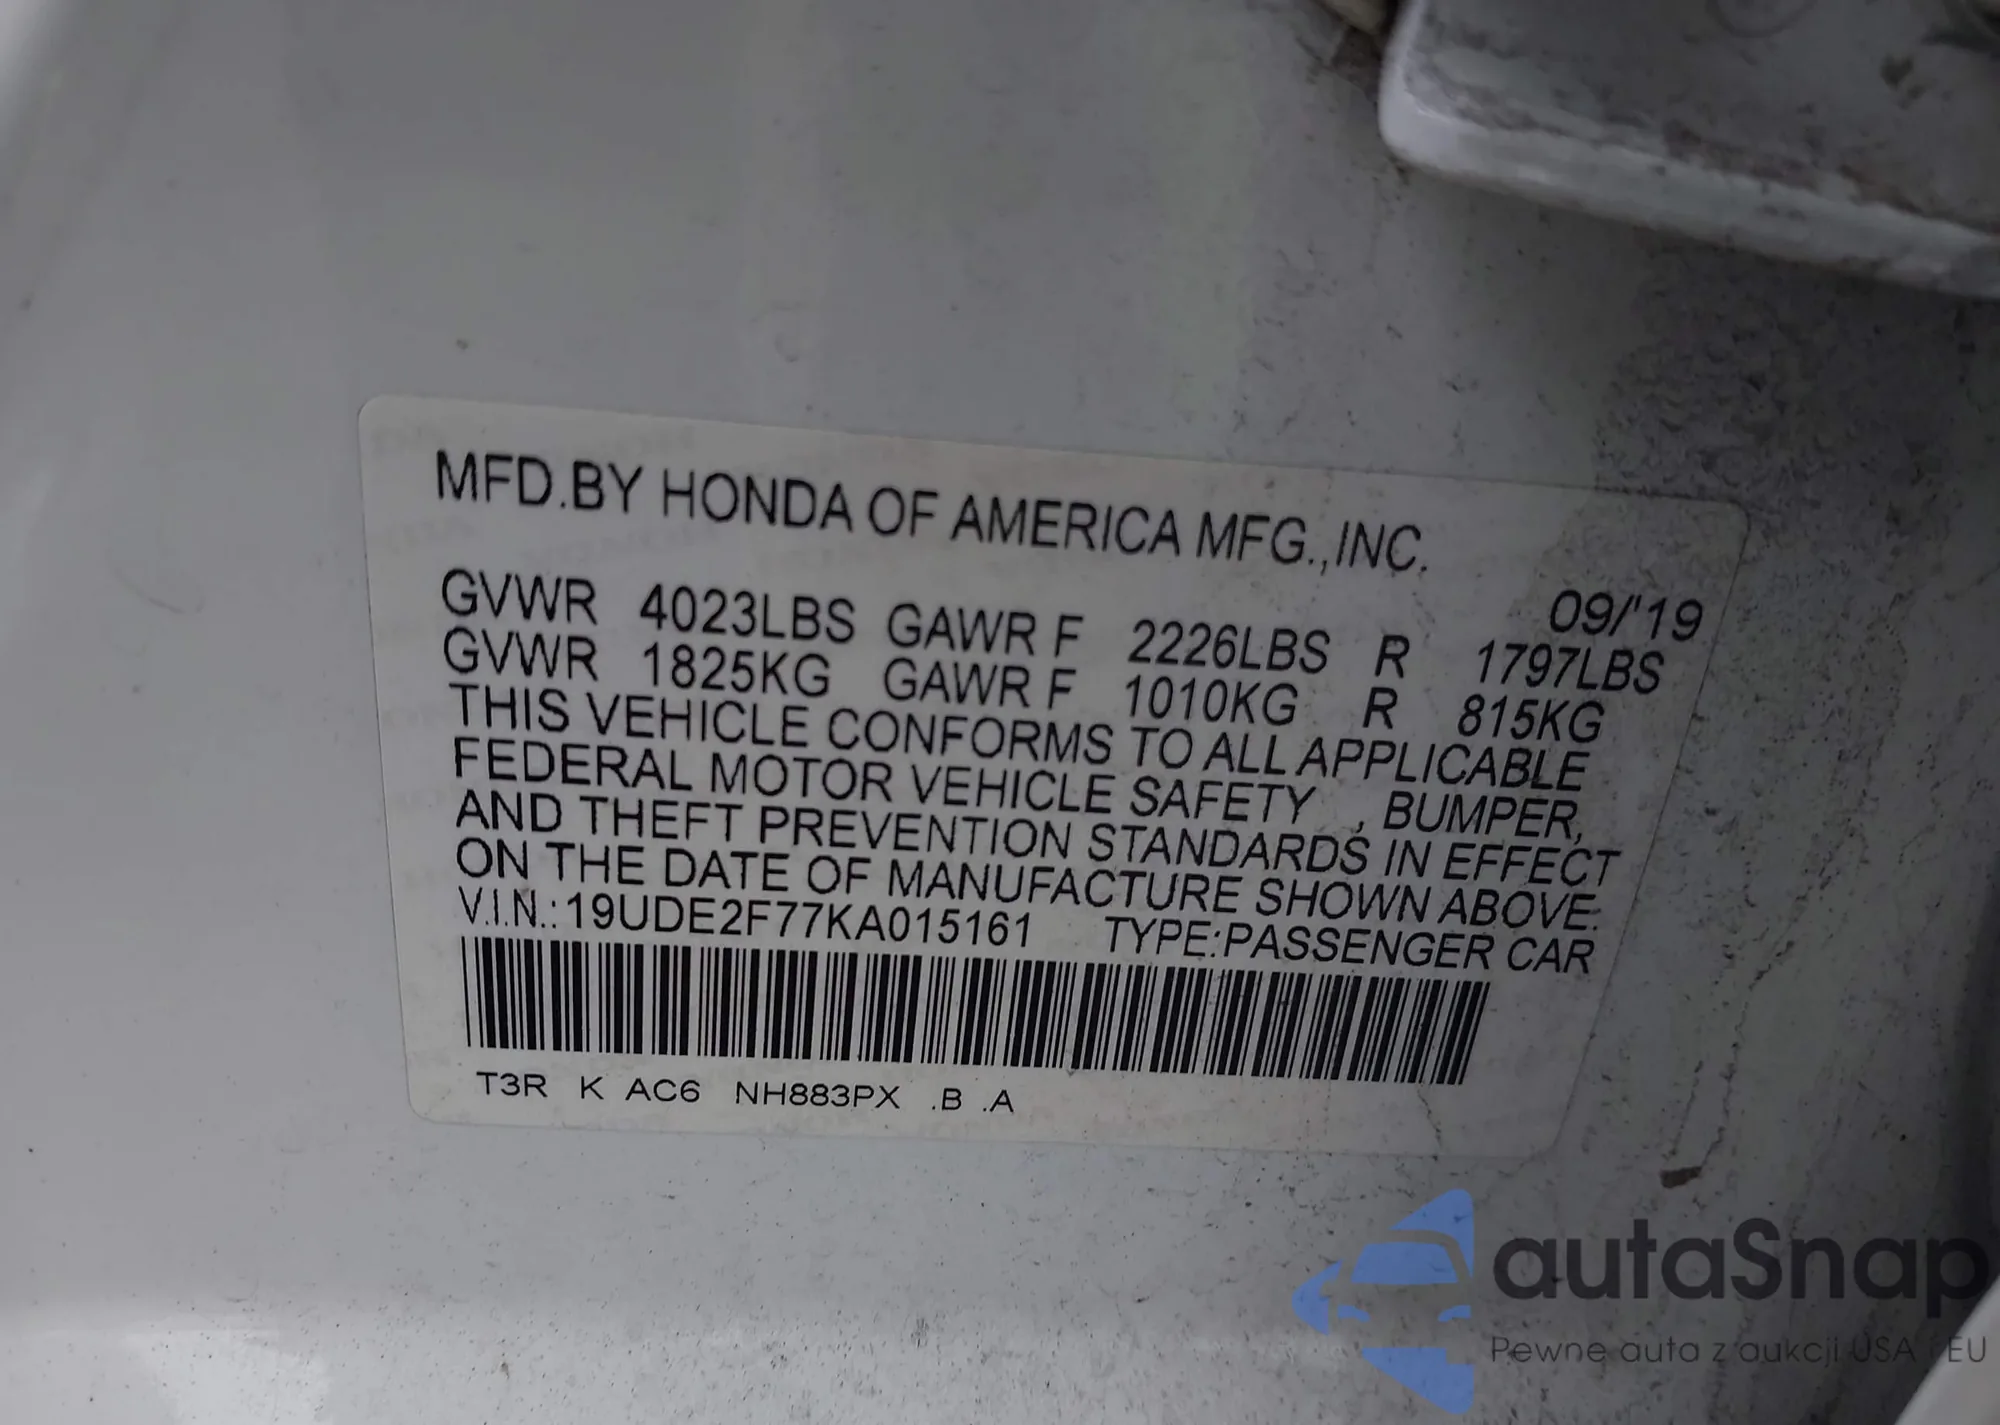 MFD.BY HONDA OF AMERICA MFG.,INC.
09/'19
GVWR 4023LBS GAWR F 2226LBS R 1797LBS
GVWR 1825KG GAWR F 1010KG R 815KG
THIS VEHICLE CONFORMS TO ALL APPLICABLE
FEDERAL MOTOR VEHICLE SAFETY , BUMPER,
AND THEFT PREVENTION STANDARDS IN EFFECT
ON THE DATE OF MANUFACTURE SHOWN ABOVE.
V.I.N.:19UDE2F77KA015161 TYPE:PASSENGER CAR
T3R K AC6 NH883PX .B .A
autaSnap
Pewne auta z aukcji USA i EU